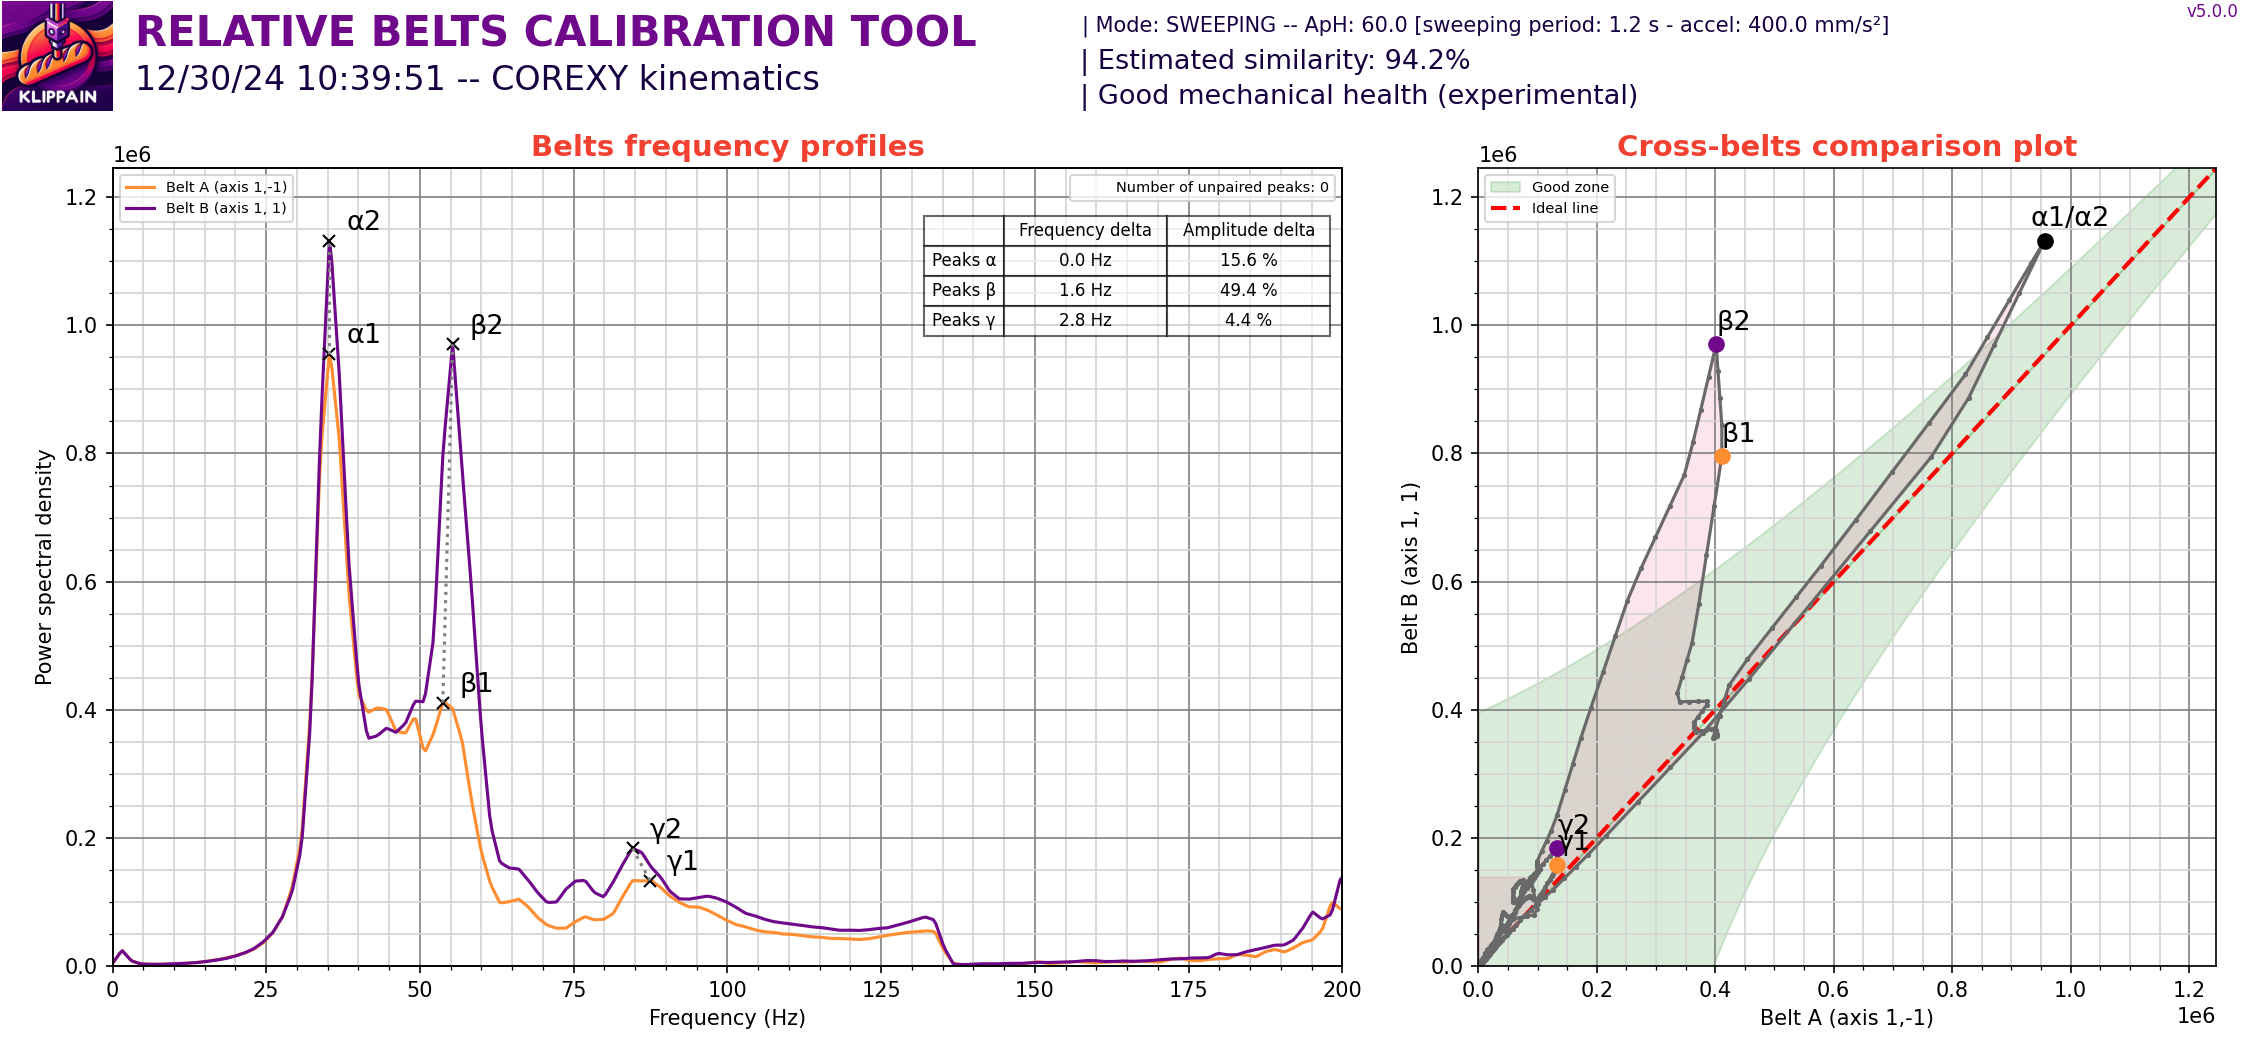 KLIPPAIN
RELATIVE BELTS CALIBRATION TOOL
12/30/24 10:39:51 -- COREXY kinematics
| Mode: SWEEPING -- ApH: 60.0 [sweeping period: 1.2 s - accel: 400.0 mm/s²]
| Estimated similarity: 94.2%
| Good mechanical health (experimental)
v5.0.0
Belts frequency profiles
1e6
Belt A (axis 1,-1)
Belt B (axis 1, 1)
Number of unpaired peaks: 0
Frequency delta Amplitude delta
Peaks α 0.0 Hz 15.6 %
Peaks β 1.6 Hz 49.4 %
Peaks γ 2.8 Hz 4.4 %
α2
α1
β2
β1
γ2
γ1
1.2
1.0
0.8
0.6
0.4
0.2
0.0
Power spectral density
0 25 50 75 100 125 150 175 200
Frequency (Hz)
Cross-belts comparison plot
1e6
Good zone
Ideal line
α1/α2
β2
β1
γ2
γ1
1.2
1.0
0.8
0.6
0.4
0.2
0.0
Belt B (axis 1, 1)
0.0 0.2 0.4 0.6 0.8 1.0 1.2
Belt A (axis 1,-1)
1e6